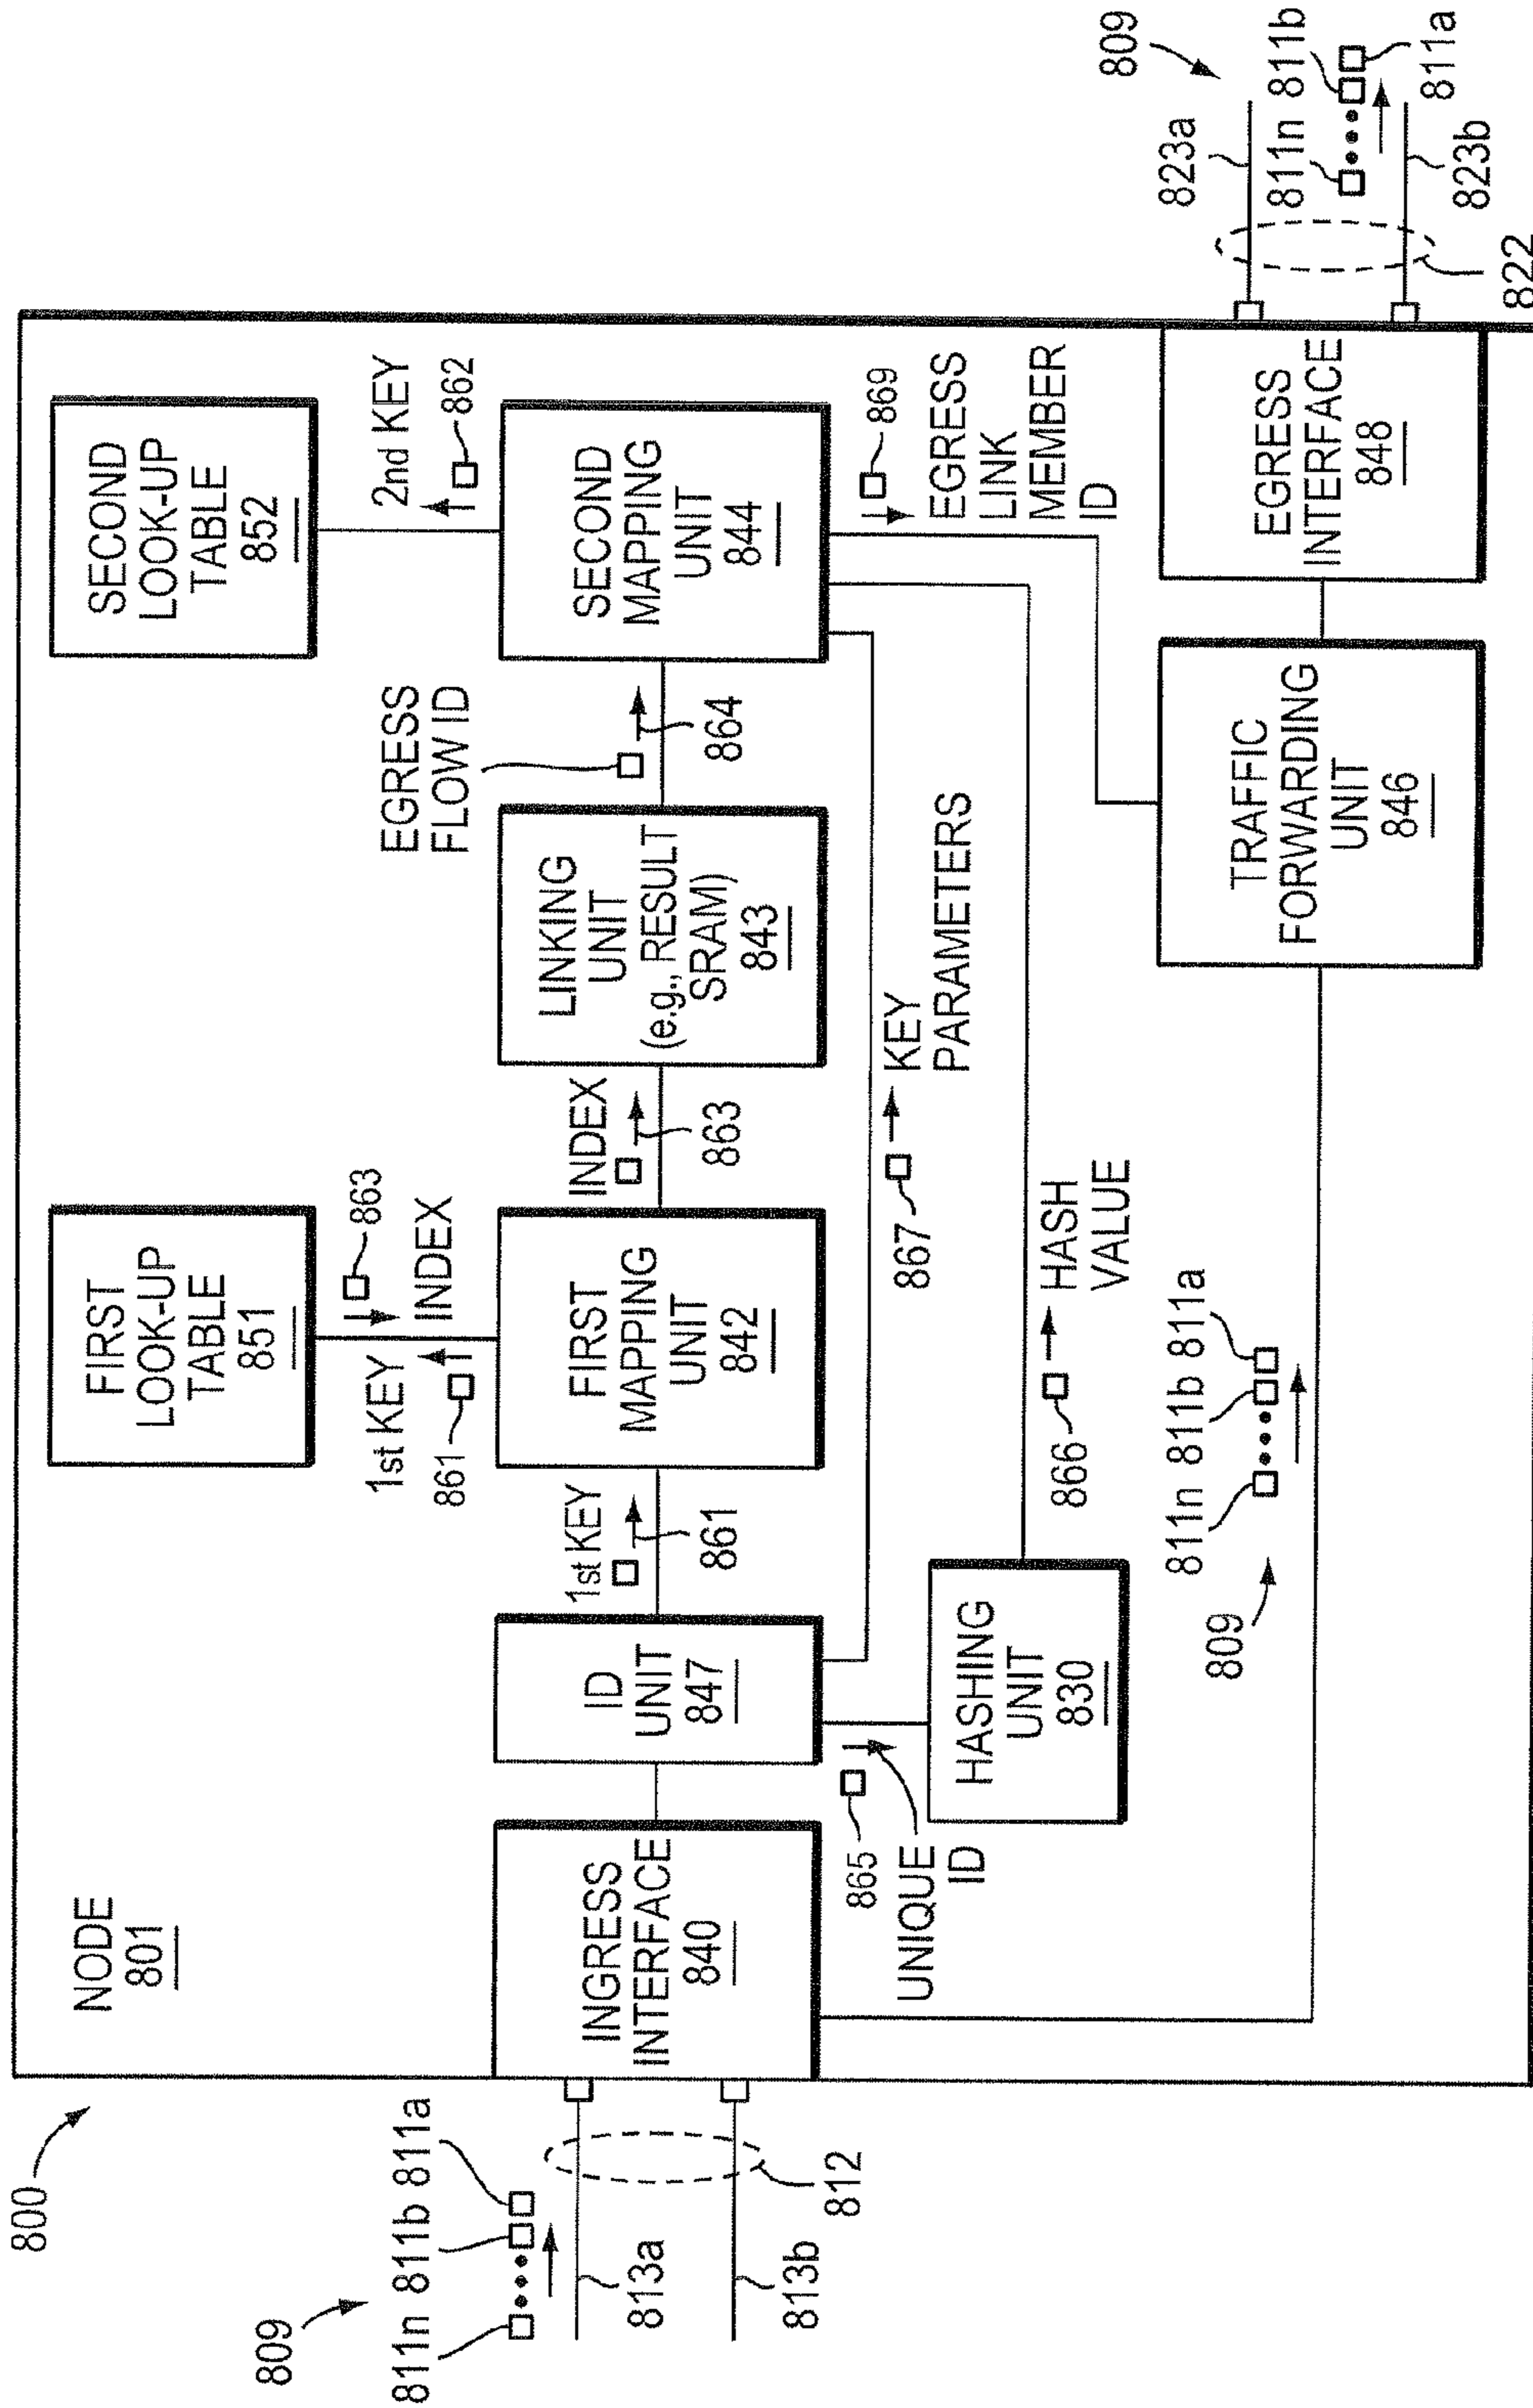 800
NODE
801
FIRST
LOOK-UP
TABLE
851
SECOND
LOOK-UP
TABLE
852
863
INDEX
1st KEY
861
2nd KEY
862
EGRESS
FLOW ID
809
811n 811b 811a
813a
813b
812
INGRESS
INTERFACE
840
ID
UNIT
847
1st KEY
861
FIRST
MAPPING
UNIT
842
INDEX
863
LINKING
UNIT
(e.g., RESULT
SRAM)
843
864
SECOND
MAPPING
UNIT
844
869
EGRESS
LINK
MEMBER
ID
865
UNIQUE
ID
HASHING
UNIT
830
867
KEY
PARAMETERS
866
HASH
VALUE
809
811n 811b 811a
TRAFFIC
FORWARDING
UNIT
846
EGRESS
INTERFACE
848
809
823a
811n 811b
811a
823b
822